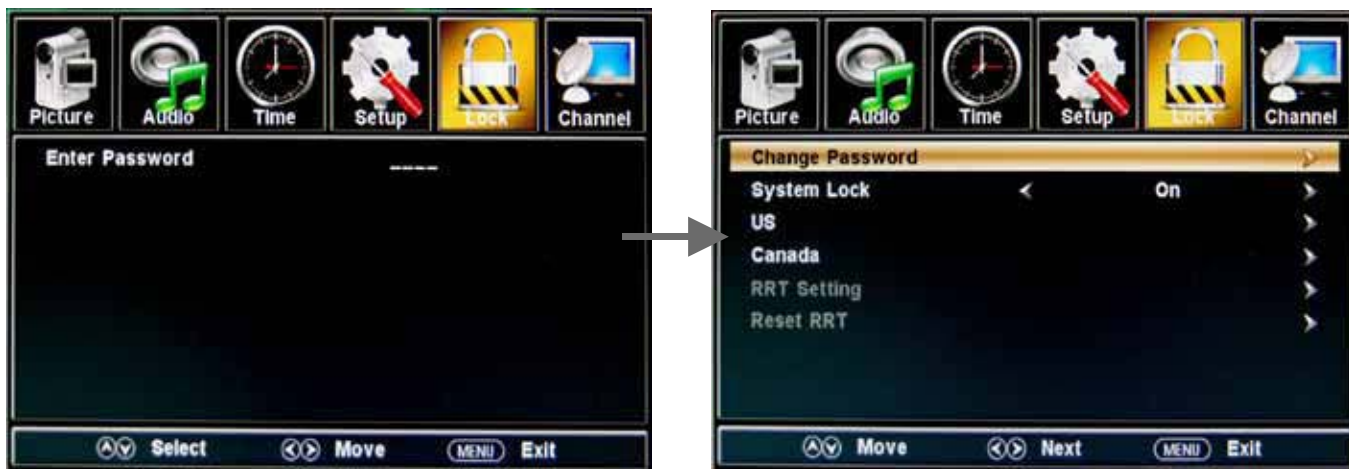 Picture Audio Time Setup Lock Channel
Enter Password ____
Select Move MENU Exit
Picture Audio Time Setup Lock Channel
Change Password
System Lock On
US
Canada
RRT Setting
Reset RRT
Move Next MENU Exit